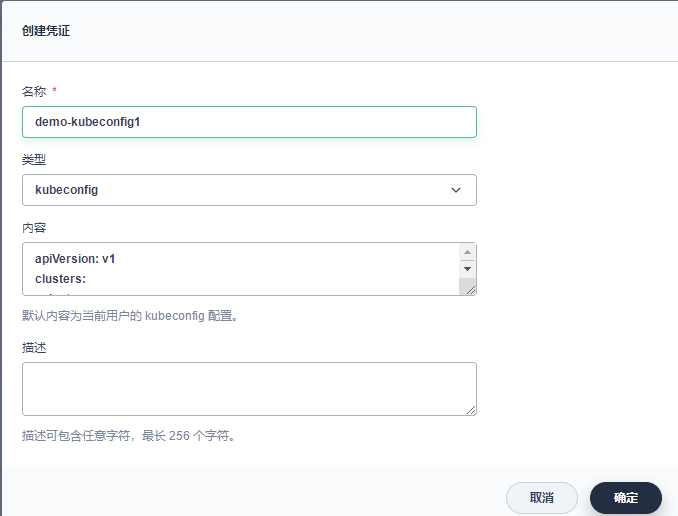 创建凭证
名称 *
demo-kubeconfig1
类型
kubeconfig
内容
apiVersion: v1
clusters:
默认内容为当前用户的 kubeconfig 配置。
描述
描述可包含任意字符，最长 256 个字符。
取消 确定